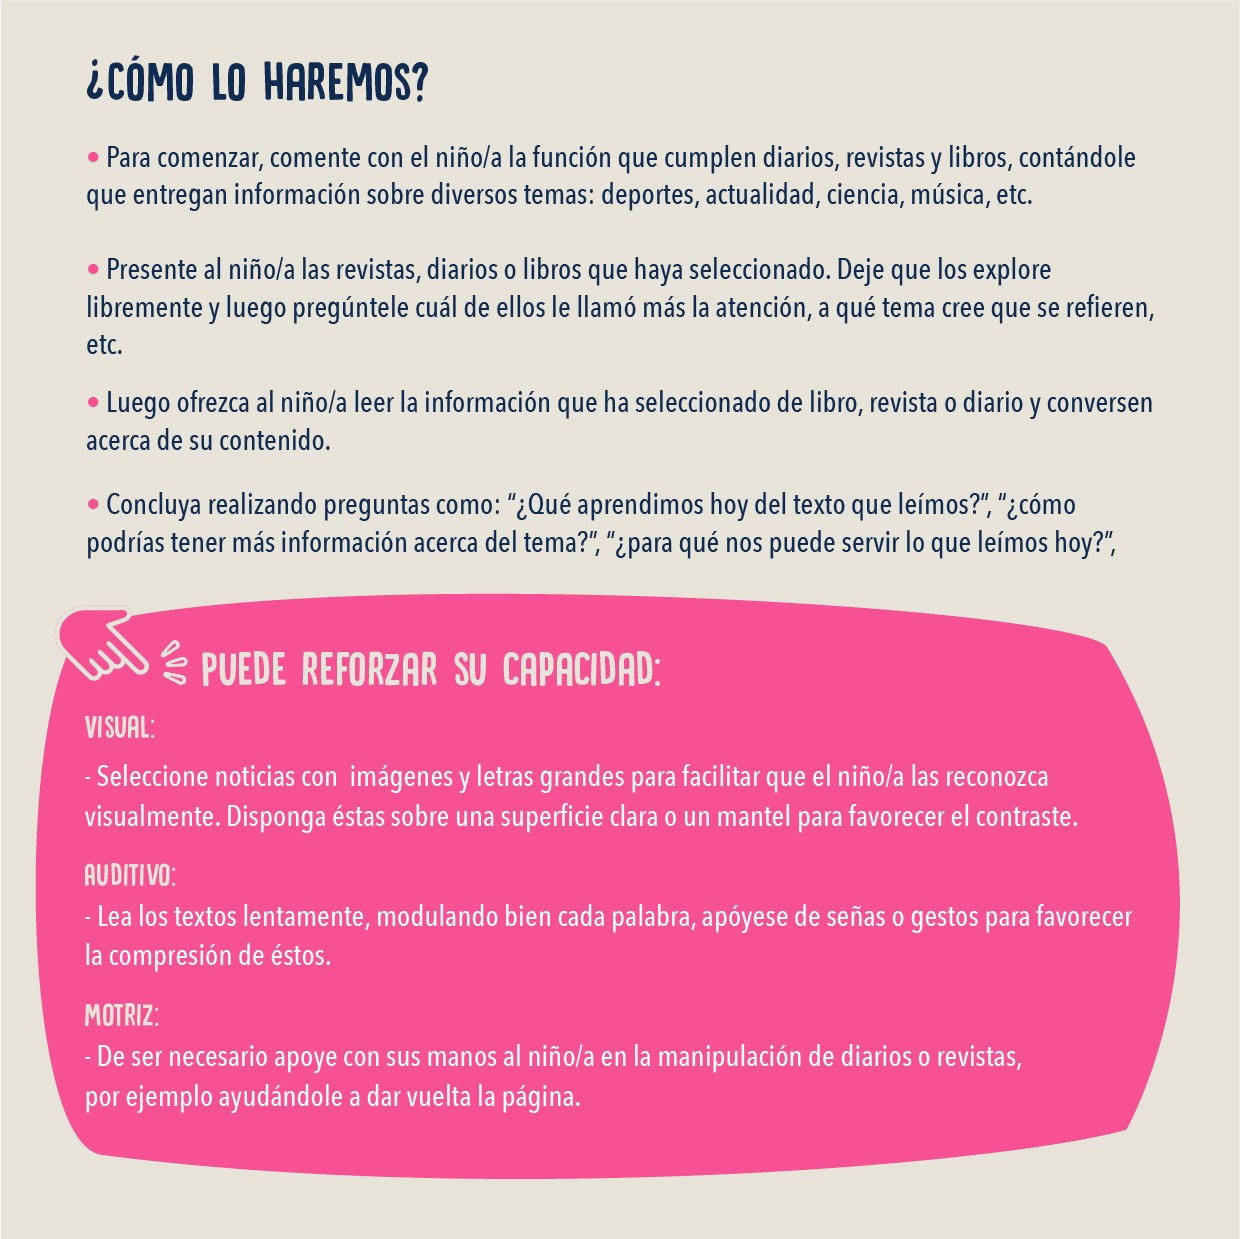 ¿CÓMO LO HAREMOS?
• Para comenzar, comente con el niño/a la función que cumplen diarios, revistas y libros, contándole
que entregan información sobre diversos temas: deportes, actualidad, ciencia, música, etc.
• Presente al niño/a las revistas, diarios o libros que haya seleccionado. Deje que los explore
libremente y luego pregúntele cuál de ellos le llamó más la atención, a qué tema cree que se refieren,
etc.
• Luego ofrezca al niño/a leer la información que ha seleccionado de libro, revista o diario y conversen
acerca de su contenido.
• Concluya realizando preguntas como: “¿Qué aprendimos hoy del texto que leímos?”, “¿cómo
podrías tener más información acerca del tema?”, “¿para qué nos puede servir lo que leímos hoy?”,
PUEDE REFORZAR SU CAPACIDAD:
VISUAL:
- Seleccione noticias con  imágenes y letras grandes para facilitar que el niño/a las reconozca
visualmente. Disponga éstas sobre una superficie clara o un mantel para favorecer el contraste.
AUDITIVO:
- Lea los textos lentamente, modulando bien cada palabra, apóyese de señas o gestos para favorecer
la compresión de éstos.
MOTRIZ:
- De ser necesario apoye con sus manos al niño/a en la manipulación de diarios o revistas,
por ejemplo ayudándole a dar vuelta la página.